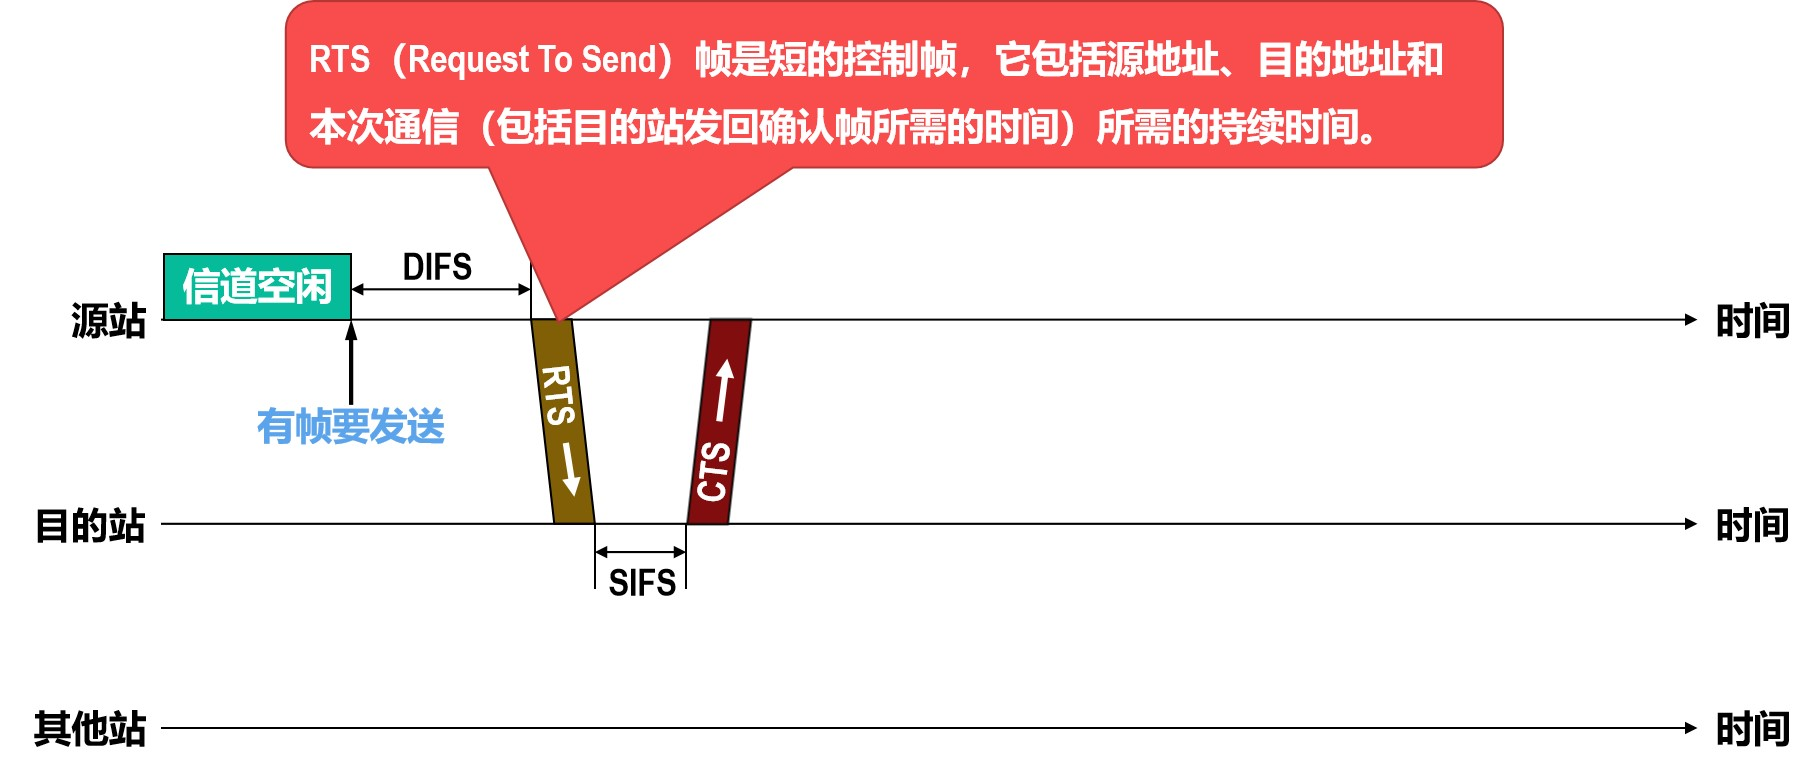 RTS（Request To Send）帧是短的控制帧，它包括源地址、目的地址和
本次通信（包括目的站发回确认帧所需的时间）所需的持续时间。
信道空闲
DIFS
源站
时间
有帧要发送
RTS
CTS
目的站
时间
SIFS
其他站
时间